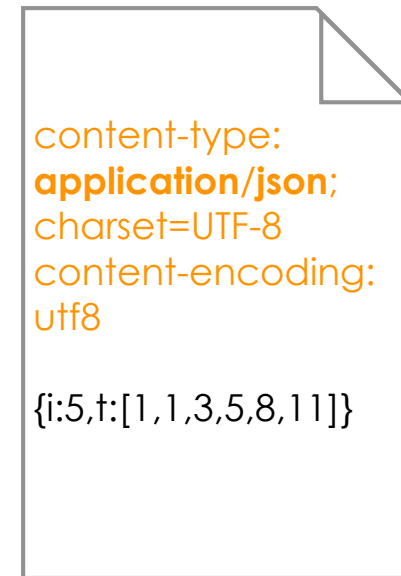 content-type:
application/json;
charset=UTF-8
content-encoding:
utf8
{i:5,t:[1,1,3,5,8,11]}